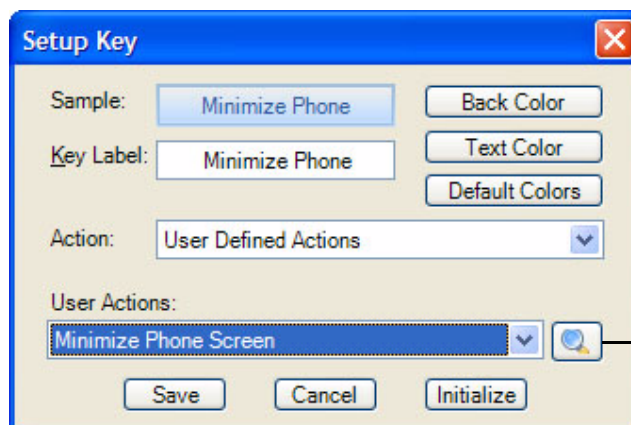 Setup Key
Sample: Minimize Phone Back Color
Key Label: Minimize Phone Text Color
Default Colors
Action: User Defined Actions
User Actions:
Minimize Phone Screen
Save Cancel Initialize